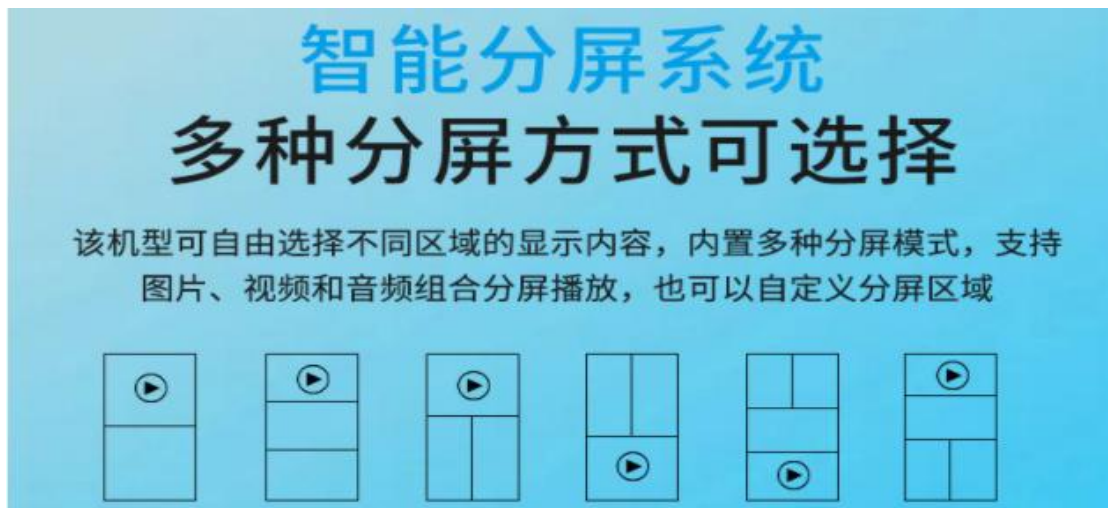 智能分屏系统
多种分屏方式可选择
该机型可自由选择不同区域的显示内容，内置多种分屏模式，支持
图片、视频和音频组合分屏播放，也可以自定义分屏区域